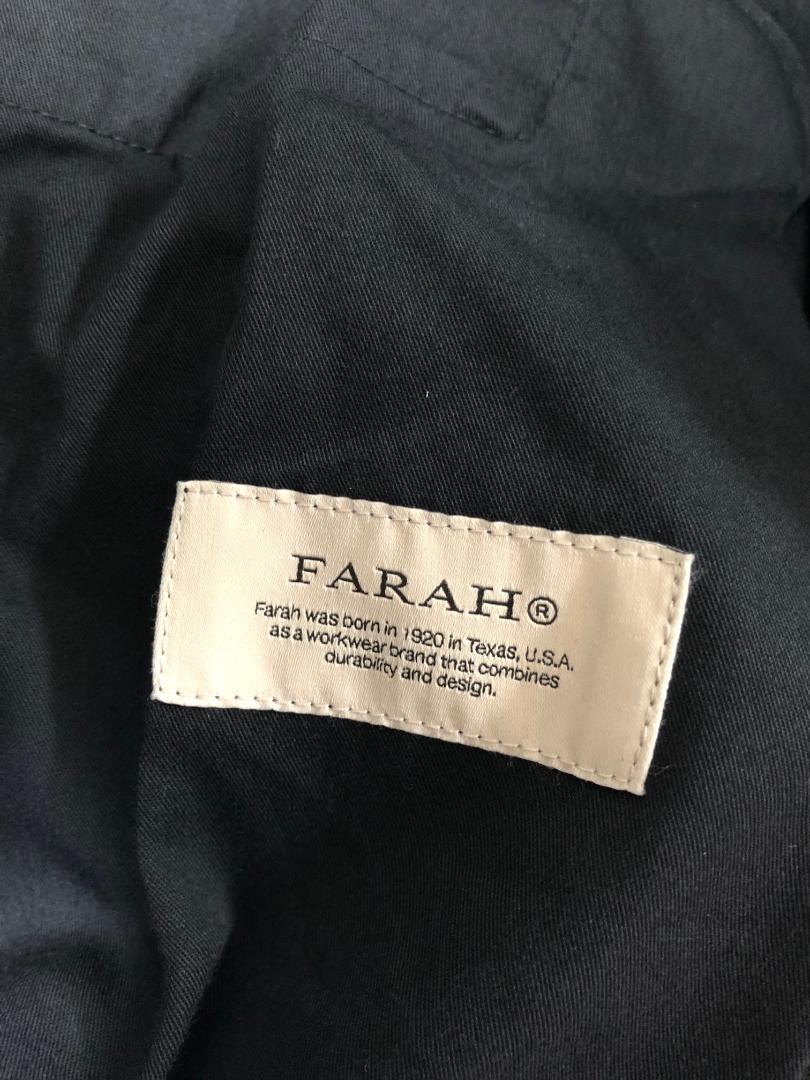 FARAH®
Farah was born in 1920 in Texas, U.S.A.
as a workwear brand that combines
durability and design.